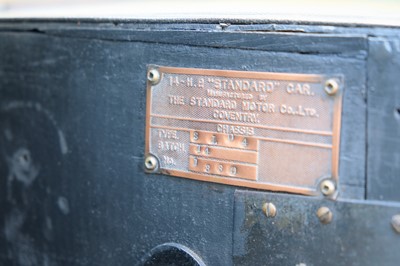 14-H.P. "STANDARD" CAR.
Manufactured by
THE STANDARD MOTOR Co., LTD.
COVENTRY.
CHASSIS
TYPE.
BATCH
No.